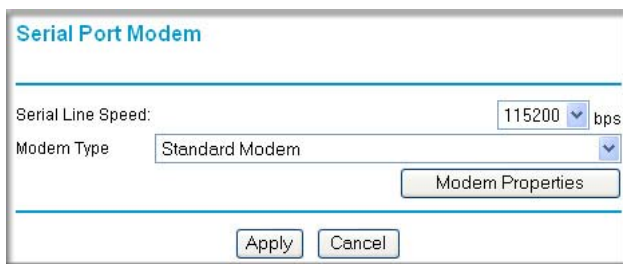 Serial Port Modem
Serial Line Speed: 115200 bps
Modem Type Standard Modem
Modem Properties
Apply Cancel